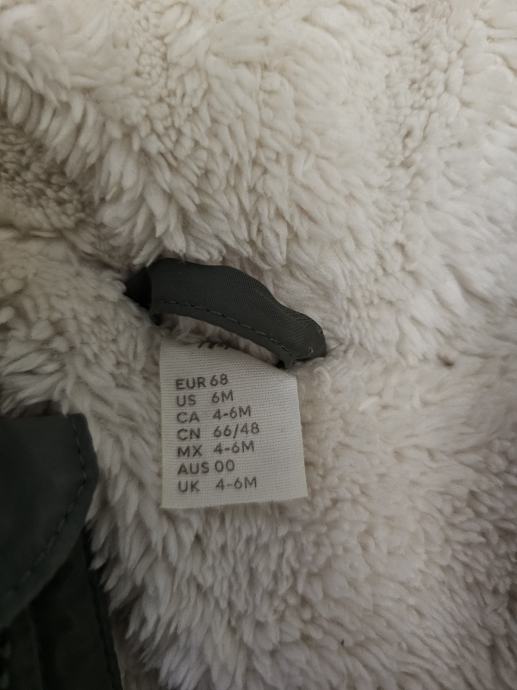 EUR 68
US 6M
CA 4-6M
CN 66/48
MX 4-6M
AUS 00
UK 4-6M